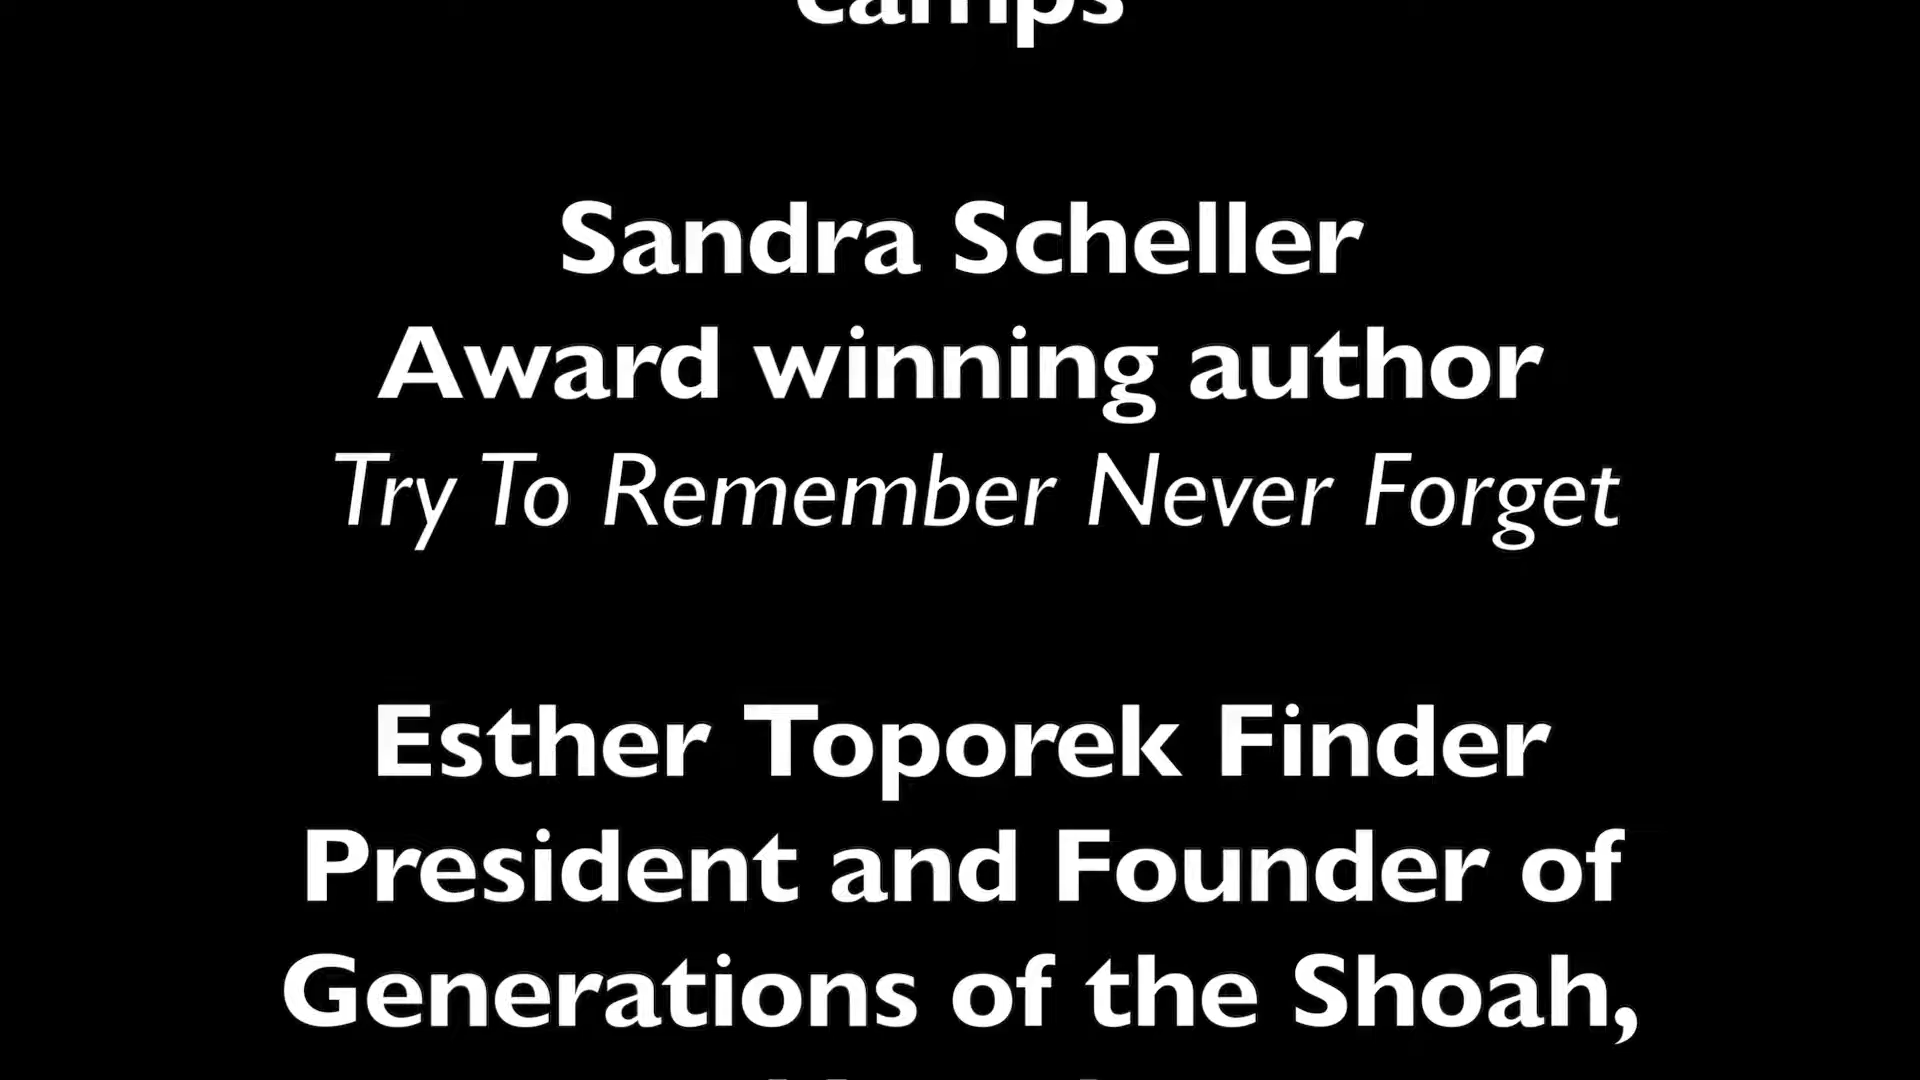 camps
Sandra Scheller
Award winning author
Try To Remember Never Forget
Esther Toporek Finder
President and Founder of
Generations of the Shoah,